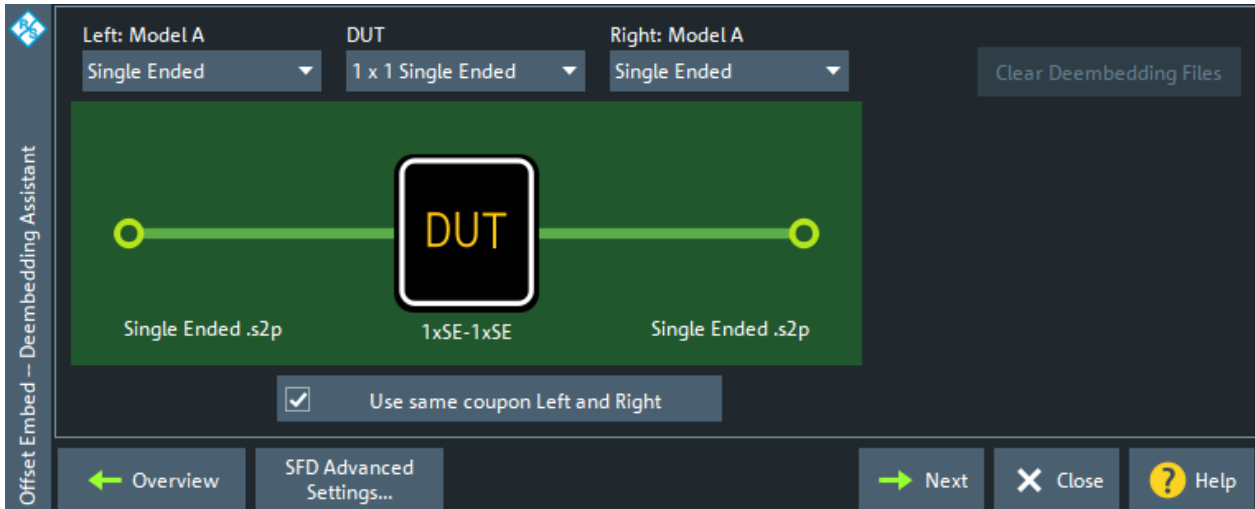 R/S
Offset Embed -- Deembedding Assistant
Left: Model A
DUT
Right: Model A
Single Ended
1 x 1 Single Ended
Single Ended
Clear Deembedding Files
DUT
Single Ended .s2p
1xSE-1xSE
Single Ended .s2p
Use same coupon Left and Right
Overview
SFD Advanced
Settings...
Next
Close
? Help